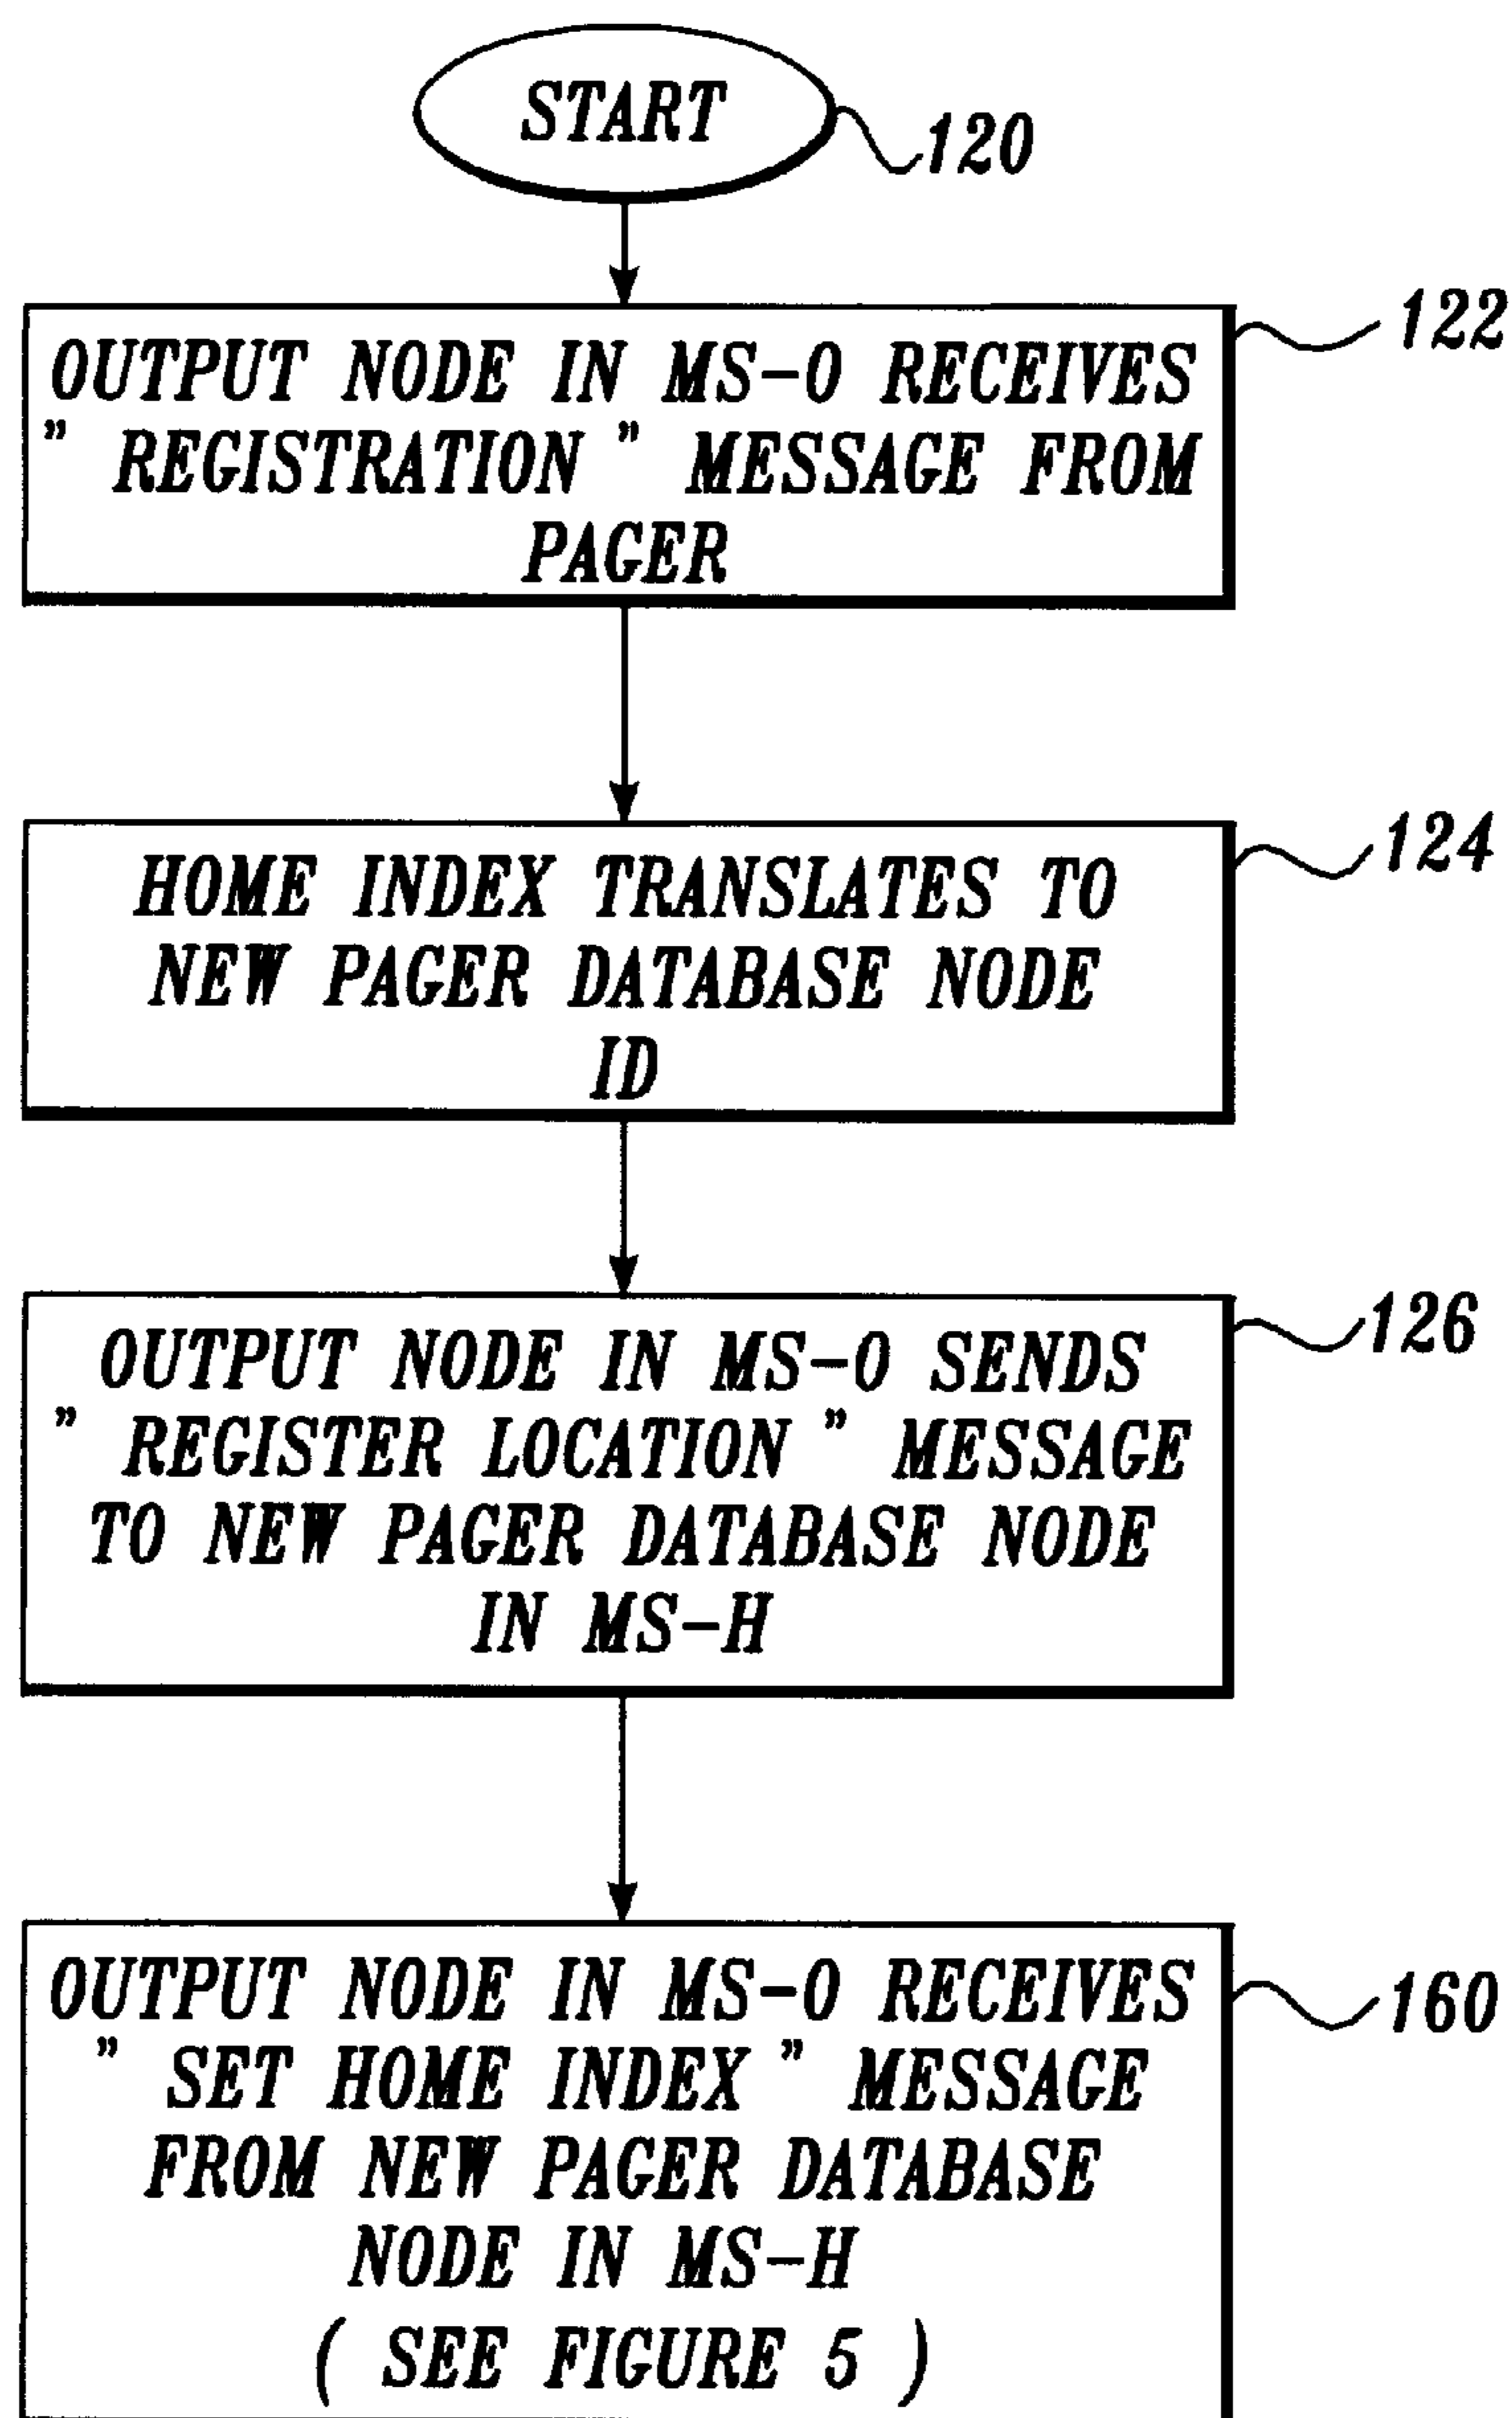 START
120
122
OUTPUT NODE IN MS-O RECEIVES
" REGISTRATION " MESSAGE FROM
PAGER
124
HOME INDEX TRANSLATES TO
NEW PAGER DATABASE NODE
ID
126
OUTPUT NODE IN MS-O SENDS
" REGISTER LOCATION " MESSAGE
TO NEW PAGER DATABASE NODE
IN MS-H
160
OUTPUT NODE IN MS-O RECEIVES
" SET HOME INDEX " MESSAGE
FROM NEW PAGER DATABASE
NODE IN MS-H
( SEE FIGURE 5 )